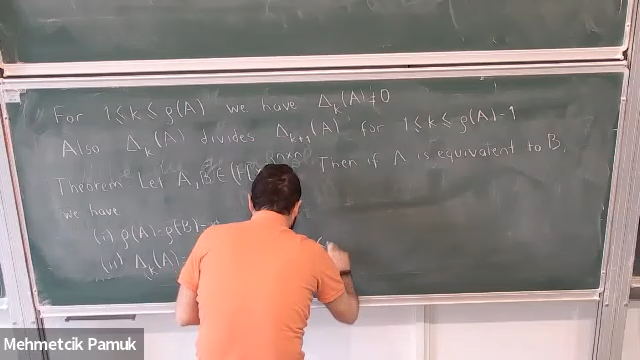 For 1≤k≤ρ(A) we have Δₖ(A)≠0
Also Δₖ(A) divides Δₖ₊₁(A) for 1≤k≤ρ(A)-1
Theorem Let A, B∈(F[ Then if A is equivalent to B,
we have
(i) ρ(A)=ρ(B)=
(ii) Δₖ(A)=
Mehmetcik Pamuk